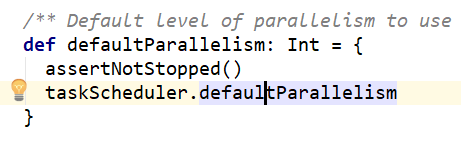 /** Default level of parallelism to use
def defaultParallelism: Int = {
assertNotStopped()
taskScheduler.defaultParallelism
}